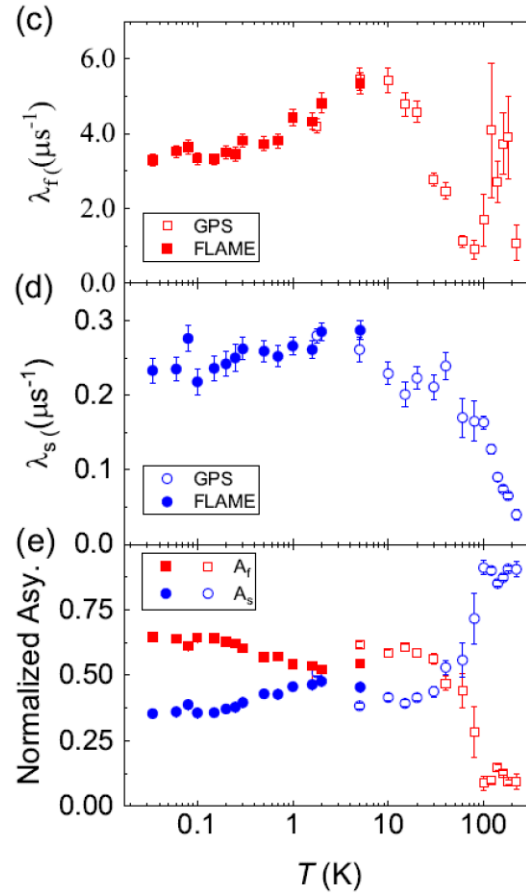 (c)
6.0
4.0
2.0
0.0
λf ((μs-1)
GPS
FLAME
(d)
0.3
0.2
0.1
0.0
λs ((μs-1)
GPS
FLAME
(e)
0.75
0.50
0.25
0.00
Normalized Asy.
Af
As
0.1 1 10 100
T (K)